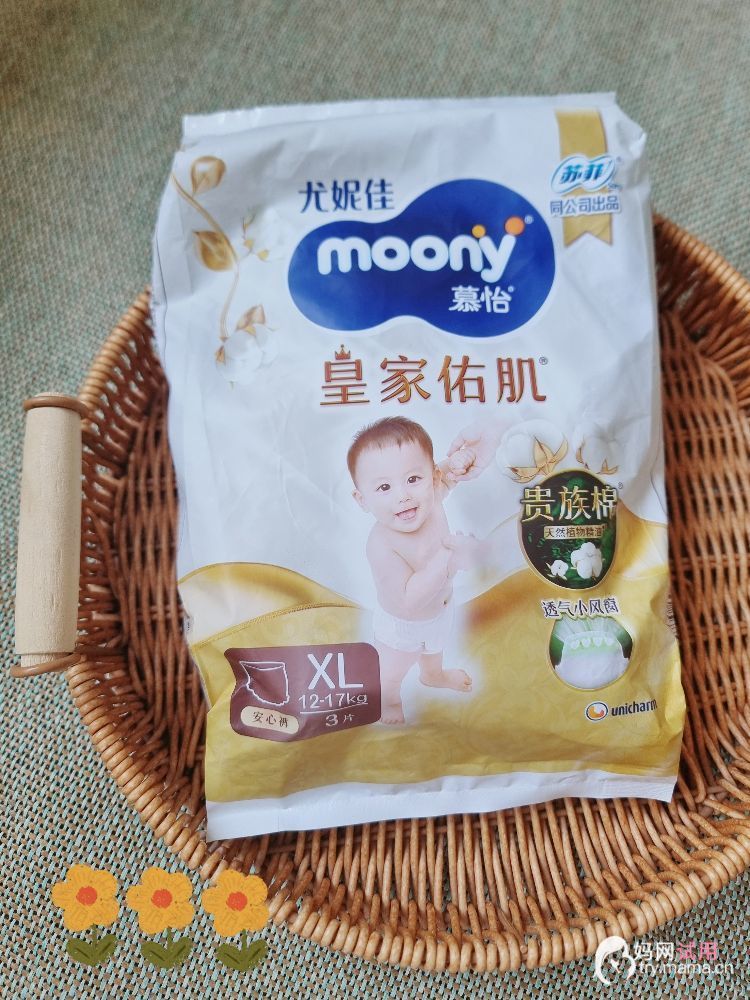 尤妮佳
moony®
慕怡®
苏菲®
同公司出品
皇家佑肌®
贵族棉®
天然植物精油
透气小风窗
XL
12-17kg
3片
安心裤
unicharm
妈网试用
try.mama.cn